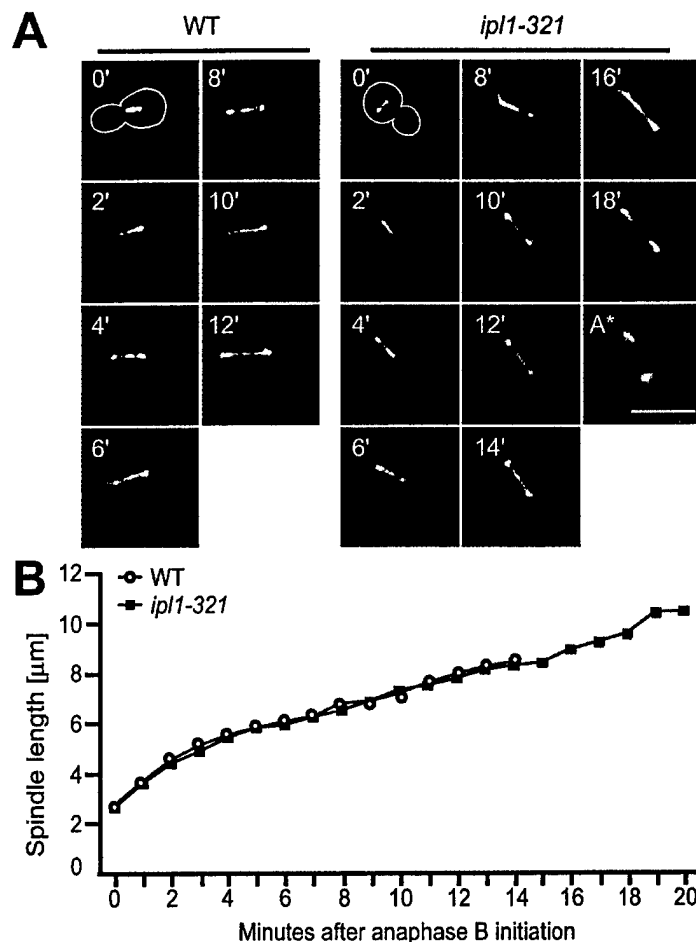 A
WT
ipl1-321
0'
8'
0'
8'
16'
2'
10'
2'
10'
18'
4'
12'
4'
12'
A*
6'
6'
14'
B
WT
ipl1-321
Spindle length [µm]
12
10
8
6
4
2
0
0 2 4 6 8 10 12 14 16 18 20
Minutes after anaphase B initiation